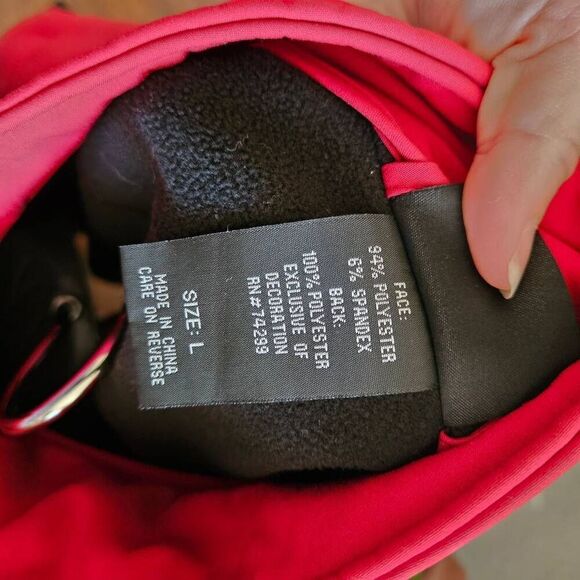 FACE:
94% POLYESTER
6% SPANDEX
BACK:
100% POLYESTER
EXCLUSIVE OF
DECORATION
RN#74299
SIZE: L
MADE IN CHINA
CARE ON REVERSE